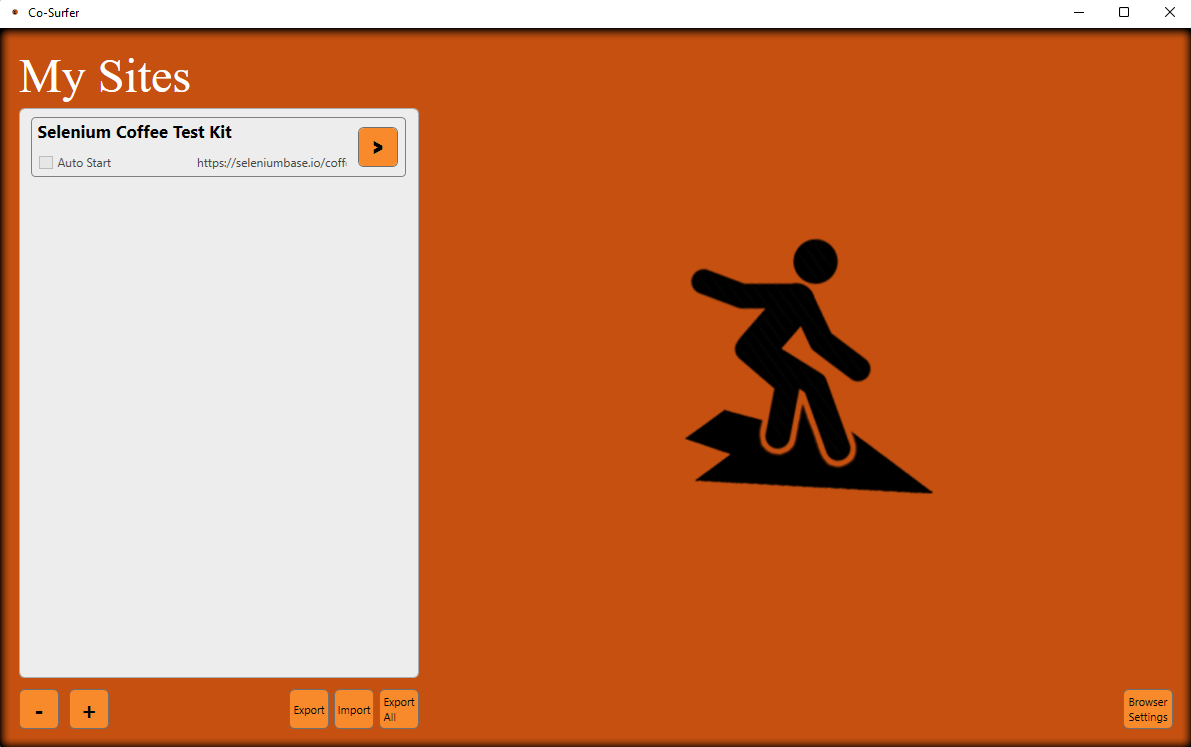 Co-Surfer
My Sites
Selenium Coffee Test Kit
>
Auto Start
https://seleniumbase.io/coff
-
+
Export
Import
Export
All
Browser
Settings